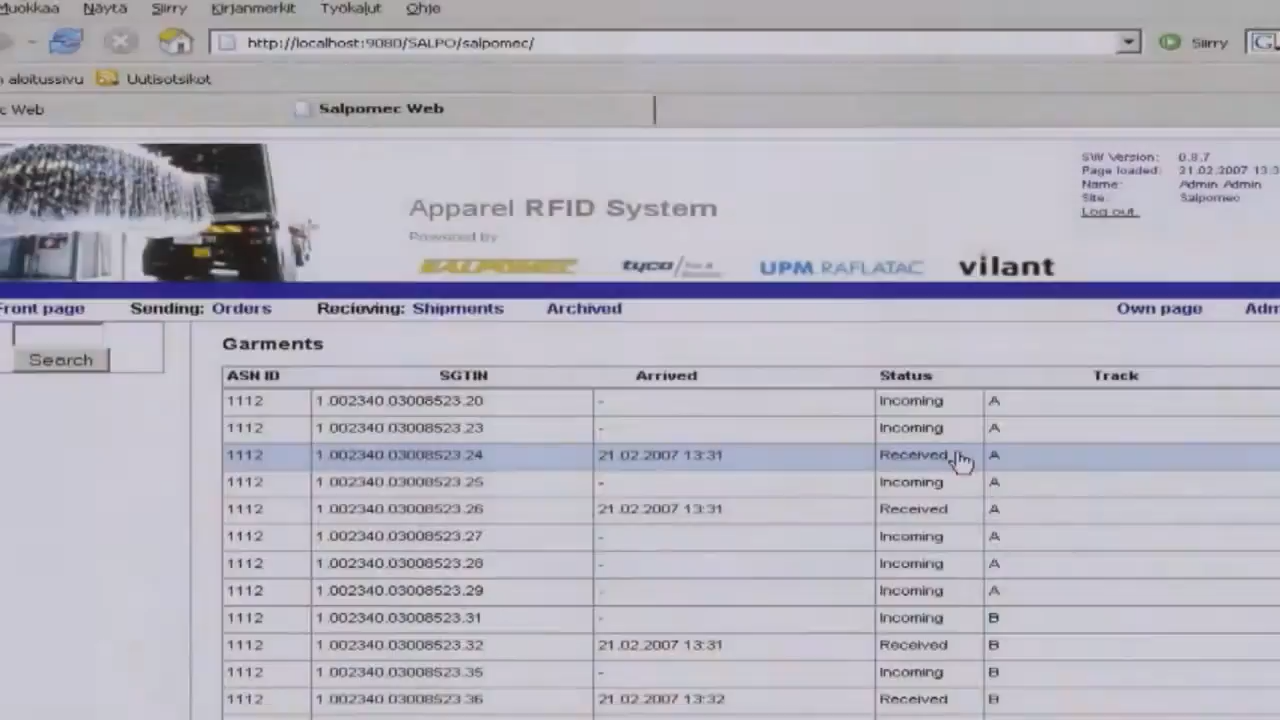 Muokkaa Näytä Siirry Kirjanmerkit Työkalut Ohje
http://localhost:9080/SALPO/salpomec/ Siirry G
aloitussivu Uutisotsikot
c Web Salpomec Web
SW Version: 0.8.7
Page loaded: 21.02.2007 13:3
Name: Admin Admin
Site: Salpomec
Log out
Apparel RFID System
Powered by
tyco UPM RAFLATAC vilant
Front page Sending: Orders Recieving: Shipments Archived Own page Adm
Search
Garments
ASN ID SGTIN Arrived Status Track
1112 1.002340.03008523.20 - Incoming A
1112 1.002340.03008523.23 - Incoming A
1112 1.002340.03008523.24 21.02.2007 13:31 Received A
1112 1.002340.03008523.25 - Incoming A
1112 1.002340.03008523.26 21.02.2007 13:31 Received A
1112 1.002340.03008523.27 - Incoming A
1112 1.002340.03008523.28 - Incoming A
1112 1.002340.03008523.29 - Incoming A
1112 1.002340.03008523.31 - Incoming B
1112 1.002340.03008523.32 21.02.2007 13:31 Received B
1112 1.002340.03008523.35 - Incoming B
1112 1.002340.03008523.36 21.02.2007 13:32 Received B